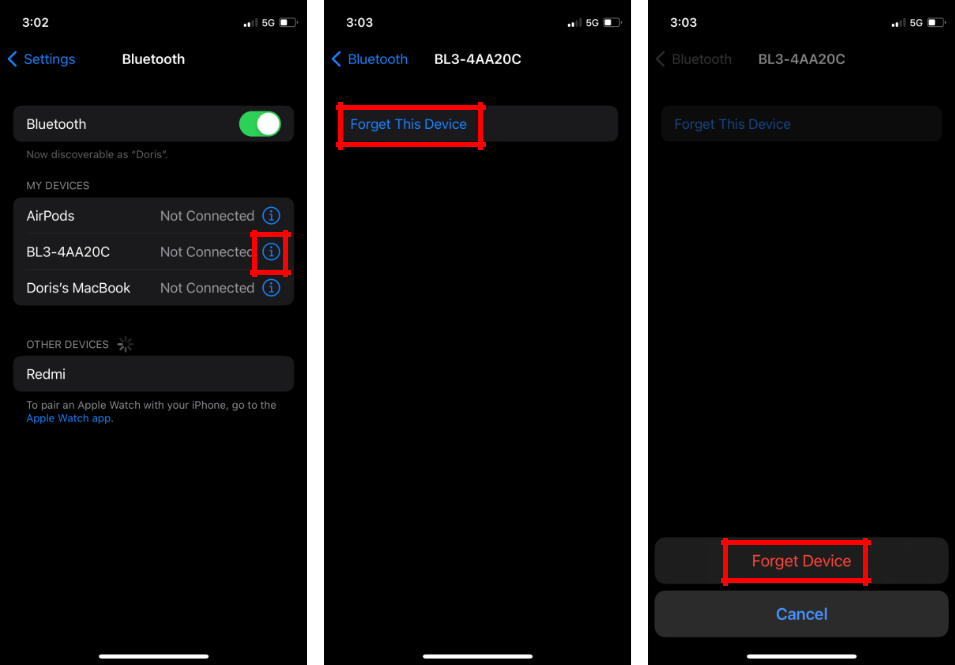 3:02 5G
Settings Bluetooth
Bluetooth
Now discoverable as “Doris”.
MY DEVICES
AirPods Not Connected
BL3-4AA20C Not Connected
Doris’s MacBook Not Connected
OTHER DEVICES
Redmi
To pair an Apple Watch with your iPhone, go to the
Apple Watch app.
3:03 5G
Bluetooth BL3-4AA20C
Forget This Device
3:03 5G
Bluetooth BL3-4AA20C
Forget This Device
Forget Device
Cancel